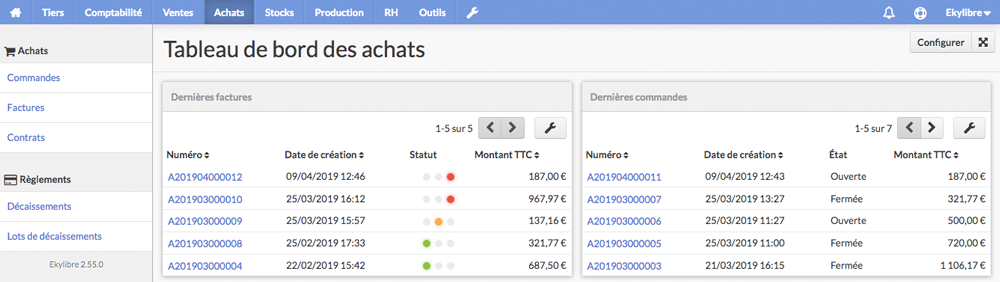 Tiers Comptabilité Ventes Achats Stocks Production RH Outils Ekylibre
Achats
Commandes
Factures
Contrats
Règlements
Décaissements
Lots de décaissements
Ekylibre 2.55.0
Tableau de bord des achats
Configurer
Dernières factures
1-5 sur 5
Numéro Date de création Statut Montant TTC
A201904000012 09/04/2019 12:46 187,00 €
A201903000010 25/03/2019 16:12 967,97 €
A201903000009 25/03/2019 15:57 137,16 €
A201903000008 25/02/2019 17:33 321,77 €
A201903000004 22/02/2019 15:42 687,50 €
Dernières commandes
1-5 sur 7
Numéro Date de création État Montant TTC
A201904000011 09/04/2019 12:43 Ouverte 187,00 €
A201903000007 25/03/2019 13:27 Fermée 321,77 €
A201903000006 25/03/2019 11:27 Ouverte 500,00 €
A201903000005 25/03/2019 11:00 Fermée 720,00 €
A201903000003 21/03/2019 16:15 Fermée 1 106,17 €